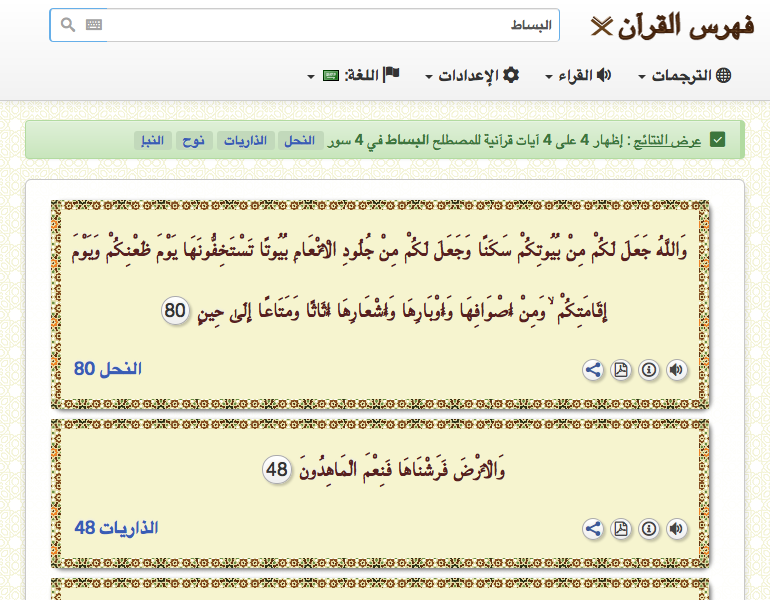 فهرس القرآن
البساط
الترجمات
القراء
الإعدادات
اللغة:
عرض النتائج : إظهار 4 على 4 آيات قرآنية للمصطلح البساط في 4 سور النحل الذاريات نوح النبإ
وَاللَّهُ جَعَلَ لَكُمْ مِنْ بُيُوتِكُمْ سَكَنًا وَجَعَلَ لَكُمْ مِنْ جُلُودِ الْأَنْعَامِ بُيُوتًا تَسْتَخِفُّونَهَا يَوْمَ ظَعْنِكُمْ وَيَوْمَ
إِقَامَتِكُمْ ۙ وَمِنْ أَصْوَافِهَا وَأَوْبَارِهَا وَأَشْعَارِهَا أَثَاثًا وَمَتَاعًا إِلَىٰ حِينٍ 80
النحل 80
وَالْأَرْضَ فَرَشْنَاهَا فَنِعْمَ الْمَاهِدُونَ 48
الذاريات 48